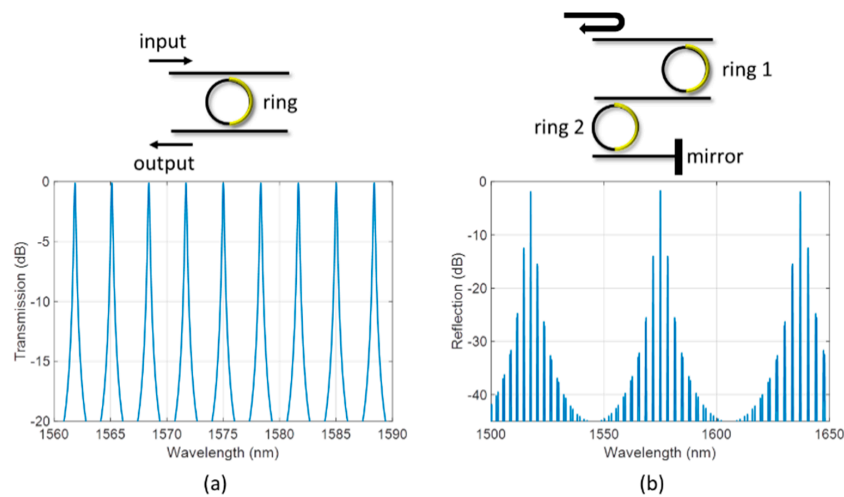 input
ring
output
0
-5
-10
-15
-20
Transmission (dB)
1560 1565 1570 1575 1580 1585 1590
Wavelength (nm)
(a)
ring 1
ring 2
mirror
0
-10
-20
-30
-40
Reflection (dB)
1500 1550 1600 1650
Wavelength (nm)
(b)